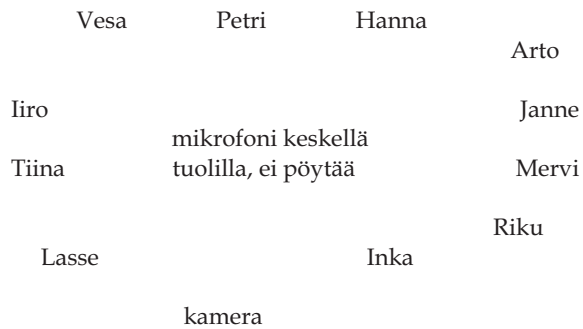 Vesa Petri Hanna
Arto
Iiro Janne
mikrofoni keskellä
Tiina tuolilla, ei pöytää Mervi
Riku
Lasse Inka
kamera